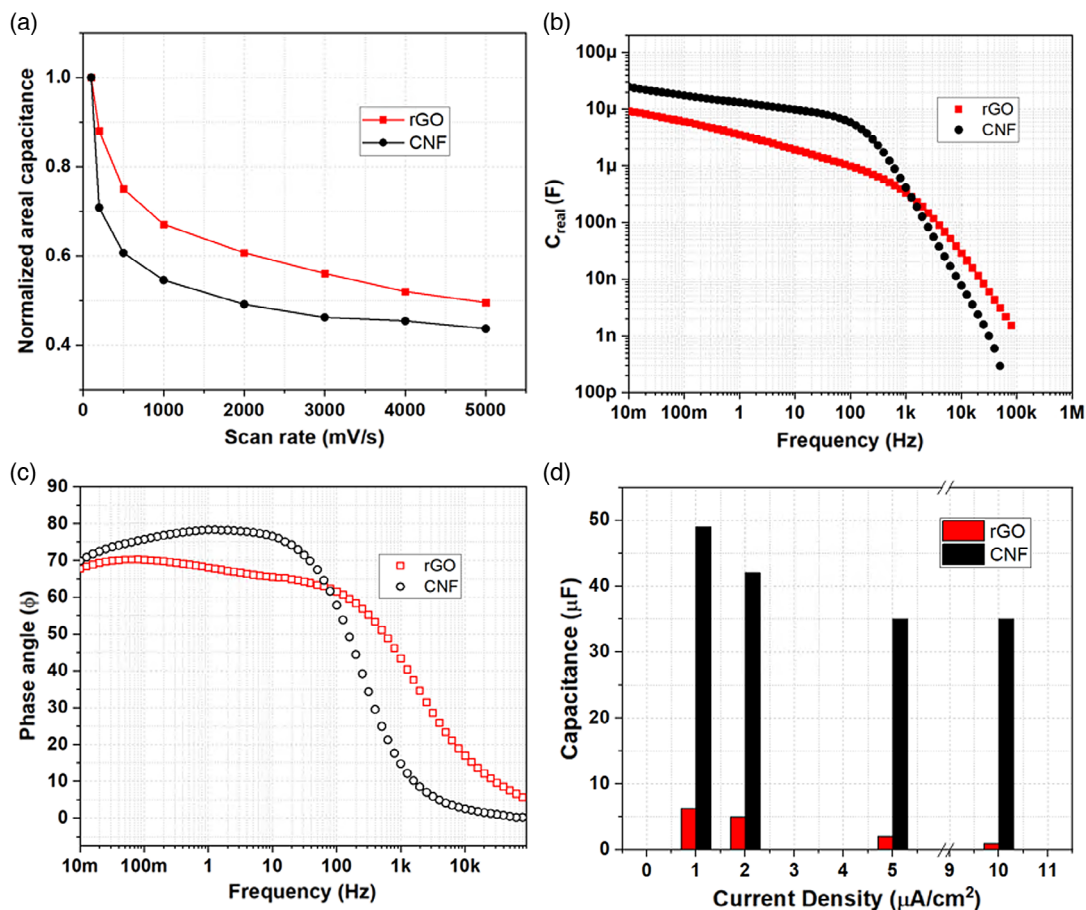 (a)
Normalized areal capacitance
1.0
0.8
0.6
0.4
0 1000 2000 3000 4000 5000
Scan rate (mV/s)
rGO
CNF
(b)
C_real (F)
100μ
10μ
1μ
100n
10n
1n
100p
10m 100m 1 10 100 1k 10k 100k 1M
Frequency (Hz)
rGO
CNF
(c)
Phase angle (ϕ)
90
80
70
60
50
40
30
20
10
0
10m 100m 1 10 100 1k 10k
Frequency (Hz)
rGO
CNF
(d)
Capacitance (μF)
50
40
30
20
10
0
0 1 2 3 4 5 9 10 11
Current Density (μA/cm²)
rGO
CNF